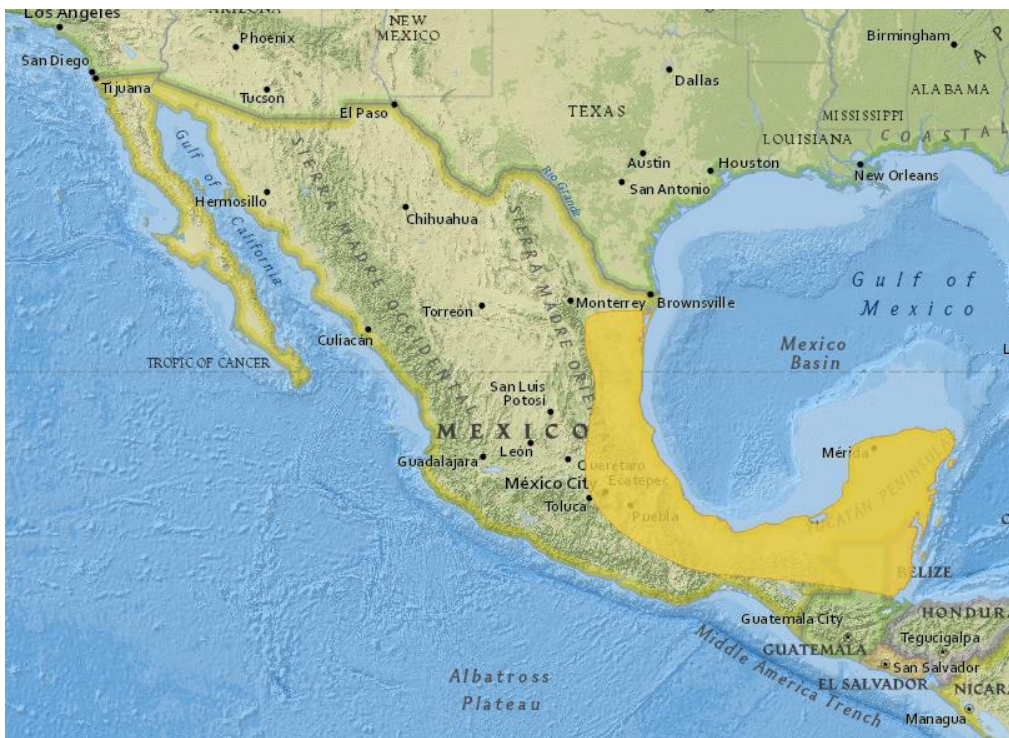 Los Angeles
ARIZONA
NEW
MEXICO
Birmingham
Phoenix
San Diego
Dallas
Tijuana
Tucson
El Paso
TEXAS
ALABAMA
MISSISSIPPI
LOUISIANA
COASTAL
Gulf of California
SIERRA MADRE OCCIDENTAL
Rio Grande
Austin
Houston
San Antonio
New Orleans
Hermosillo
Chihuahua
SIERRA MADRE ORIENTAL
Gulf of
Mexico
Torreón
Monterrey
Brownsville
Culiacán
Mexico
Basin
TROPIC OF CANCER
San Luis
Potosi
MEXICO
León
Guadalajara
Querétaro
Mérida
México City
Ecatepec
Toluca
Puebla
YUCATAN PENINSULA
BELIZE
Guatemala City
HONDUR
GUATEMALA
Tegucigalpa
San Salvador
EL SALVADOR
NICAR
Middle America Trench
Managua
Albatross
Plateau